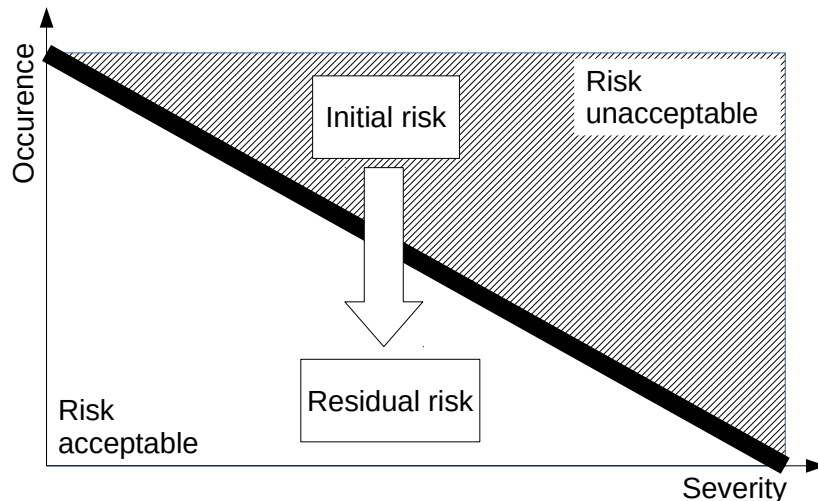 Occurence
Initial risk
Risk
unacceptable
Residual risk
Risk
acceptable
Severity